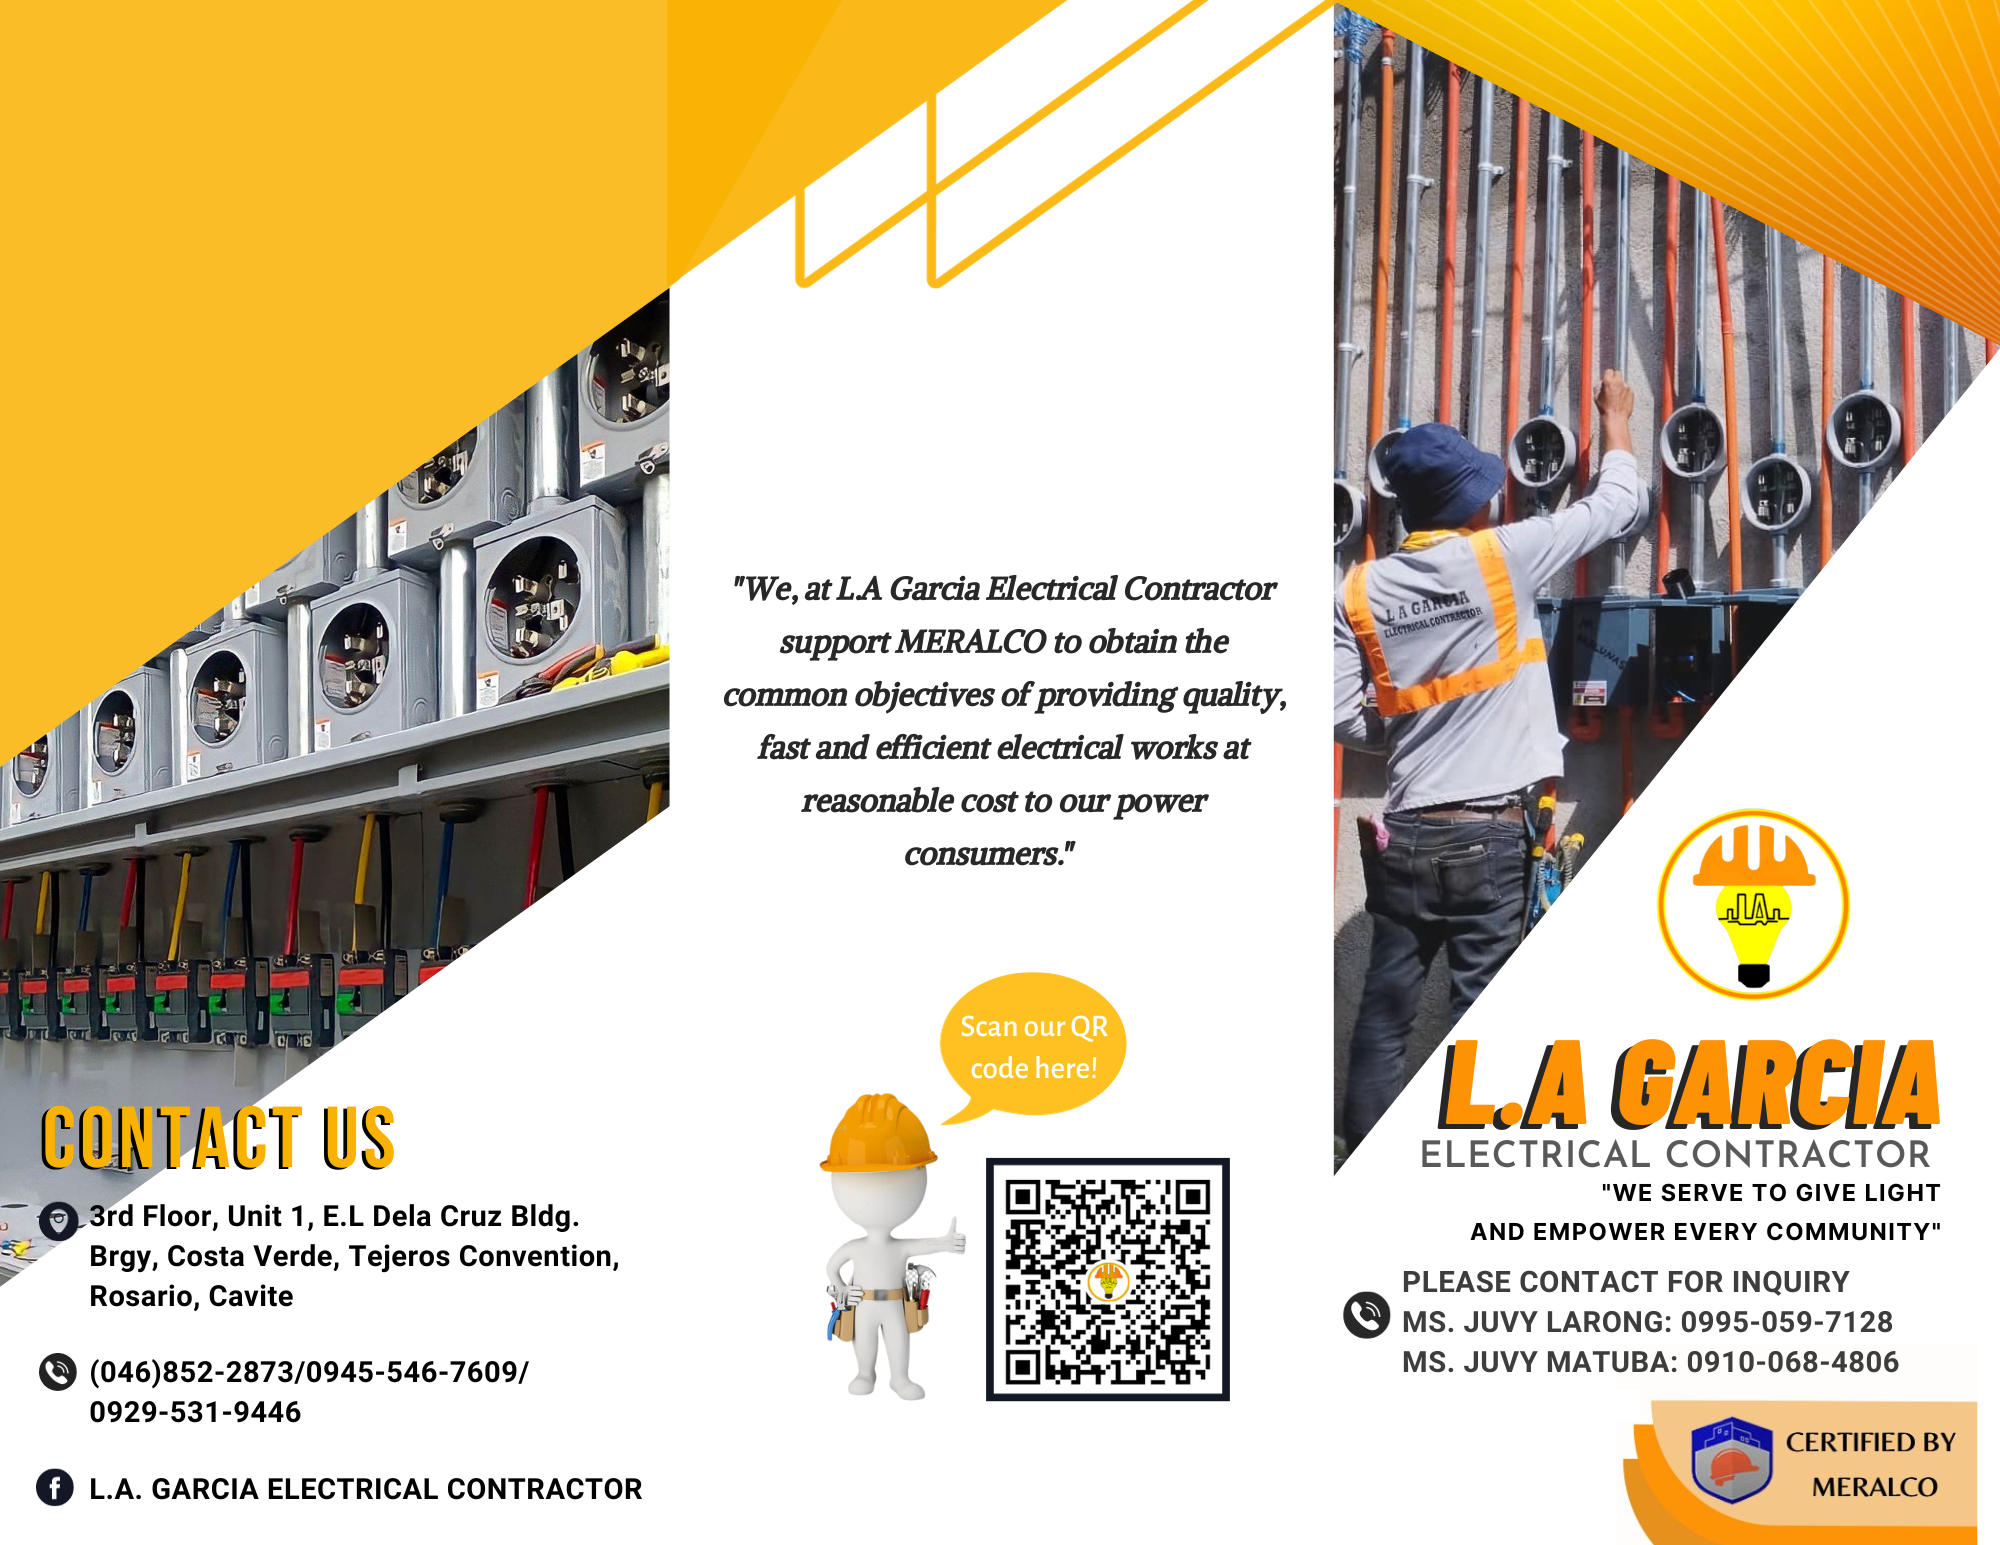 CONTACT US
3rd Floor, Unit 1, E.L Dela Cruz Bldg.
Brgy, Costa Verde, Tejeros Convention,
Rosario, Cavite
(046)852-2873/0945-546-7609/
0929-531-9446
L.A. GARCIA ELECTRICAL CONTRACTOR
"We, at L.A Garcia Electrical Contractor
support MERALCO to obtain the
common objectives of providing quality,
fast and efficient electrical works at
reasonable cost to our power
consumers."
Scan our QR
code here!
L A GARCIA
ELECTRICAL CONTRACTOR
LA
L.A GARCIA
ELECTRICAL CONTRACTOR
"WE SERVE TO GIVE LIGHT
AND EMPOWER EVERY COMMUNITY"
PLEASE CONTACT FOR INQUIRY
MS. JUVY LARONG: 0995-059-7128
MS. JUVY MATUBA: 0910-068-4806
CERTIFIED BY
MERALCO